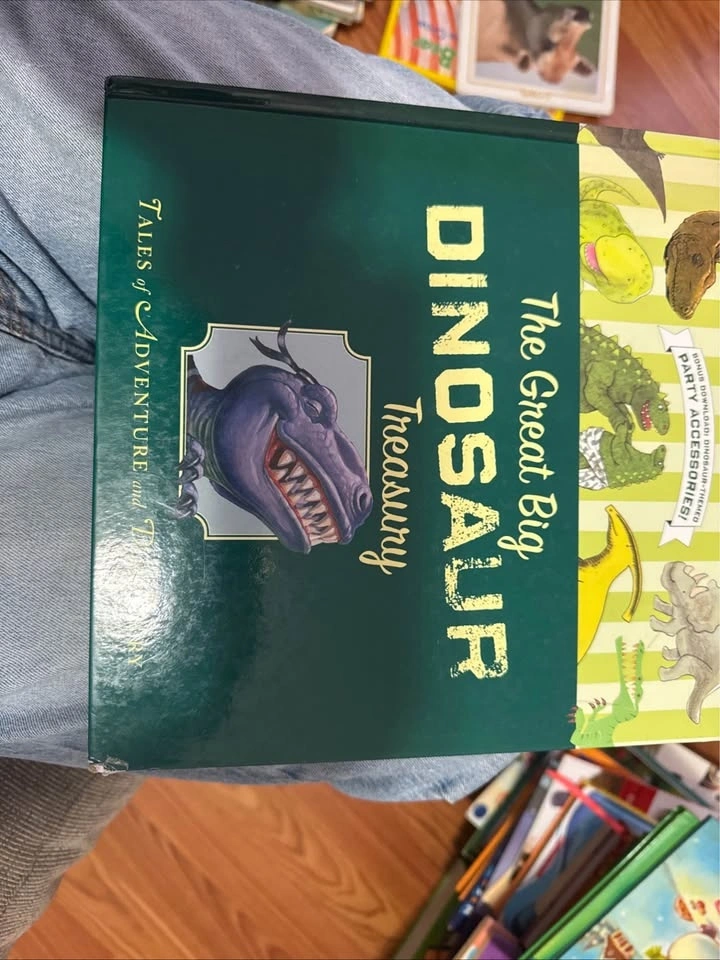 BONUS DOWNLOAD: DINOSAUR-THEMED
PARTY ACCESSORIES!
The Great Big
DINOSAUR
Treasury
TALES of ADVENTURE and